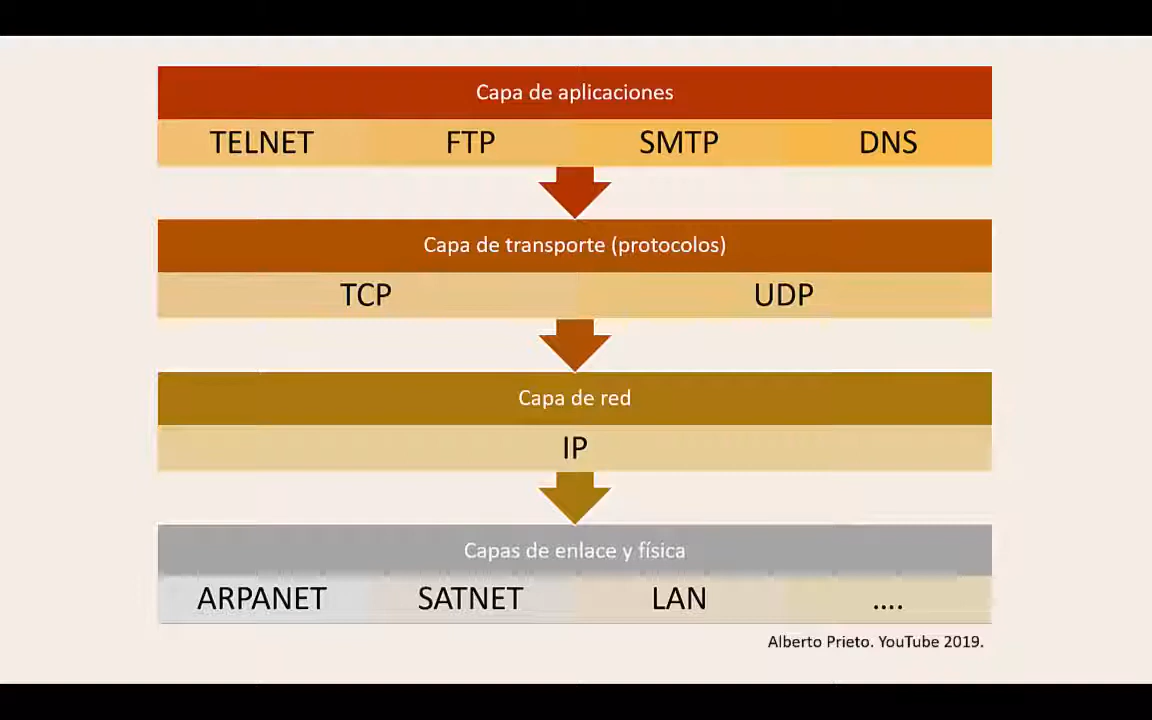 Capa de aplicaciones
TELNET FTP SMTP DNS
Capa de transporte (protocolos)
TCP UDP
Capa de red
IP
Capas de enlace y física
ARPANET SATNET LAN ....
Alberto Prieto. YouTube 2019.